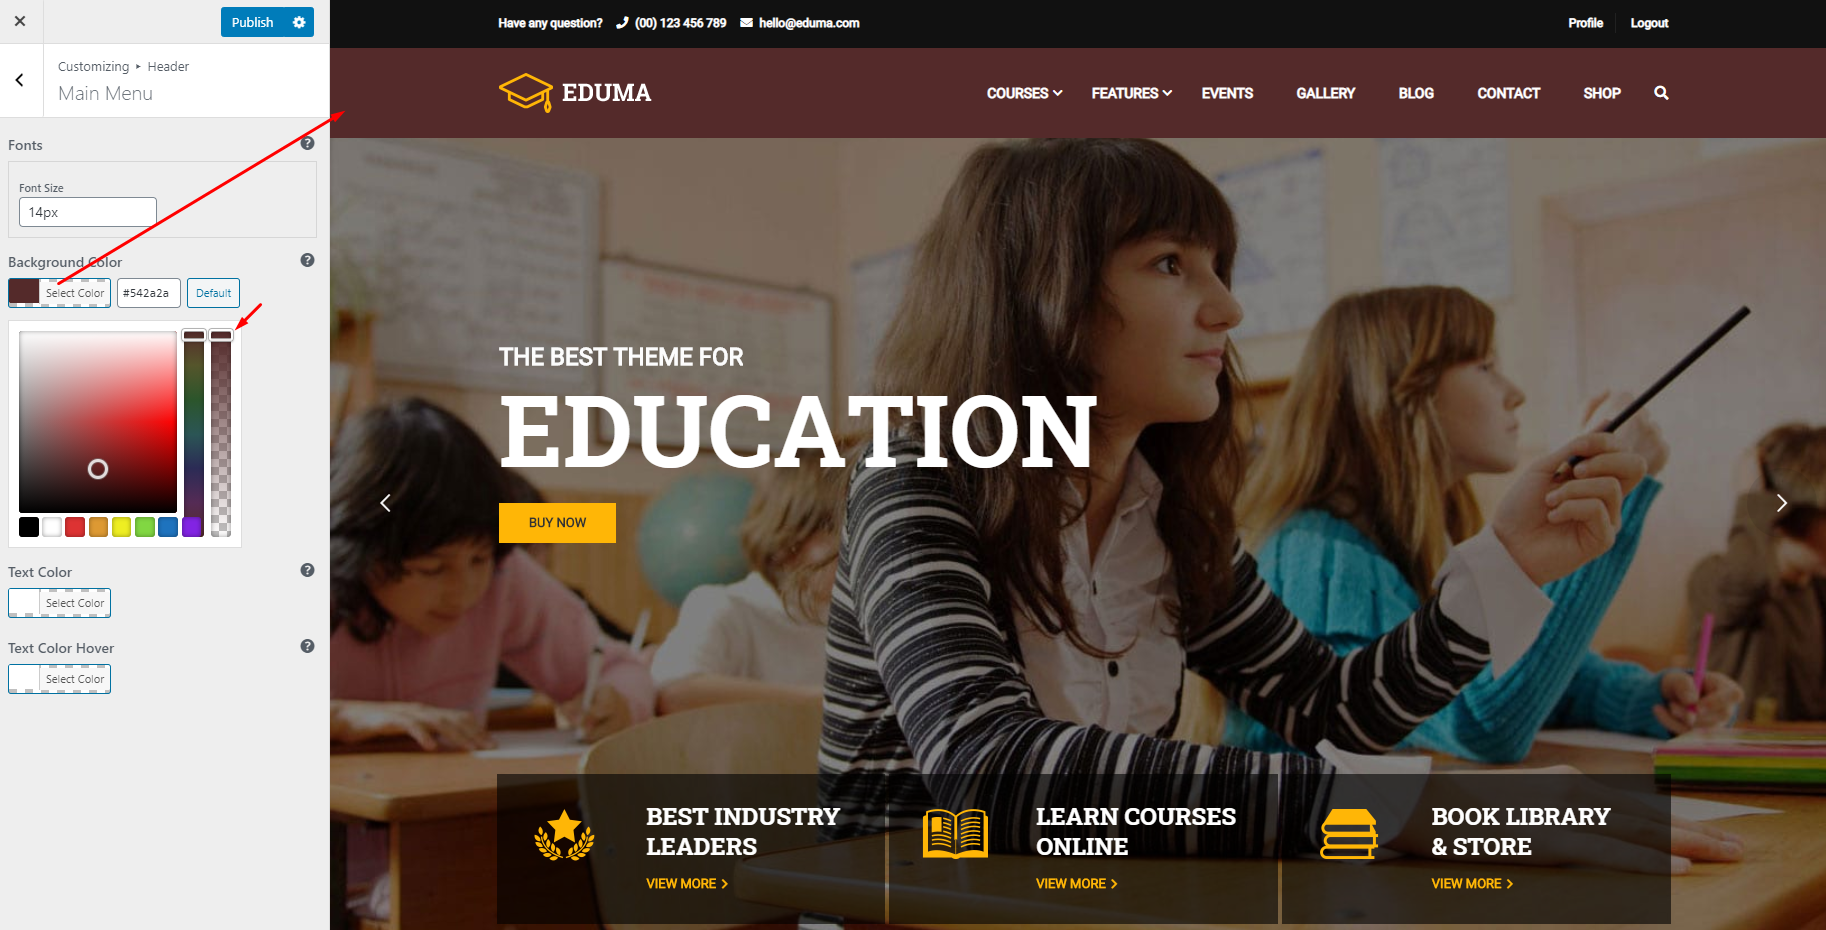 Publish
Customizing ▸ Header
Main Menu
Fonts
Font Size
14px
Background Color
Select Color
#542a2a
Default
Text Color
Select Color
Text Color Hover
Select Color
Have any question? (00) 123 456 789 hello@eduma.com
Profile Logout
EDUMA
COURSES FEATURES EVENTS GALLERY BLOG CONTACT SHOP
THE BEST THEME FOR
EDUCATION
BUY NOW
BEST INDUSTRY
LEADERS
VIEW MORE
LEARN COURSES
ONLINE
VIEW MORE
BOOK LIBRARY
& STORE
VIEW MORE